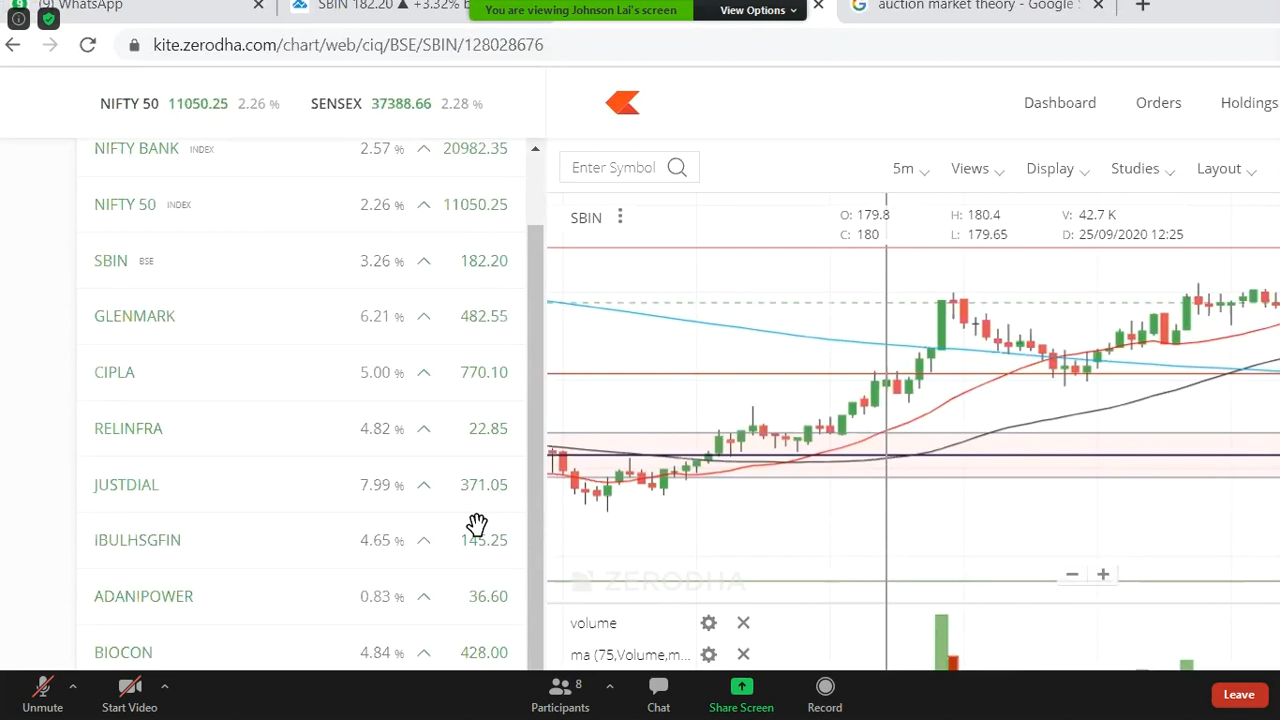 9 WhatsApp
SBIN 182.20 ▲ +3.32%
You are viewing Johnson Lai's screen
View Options
auction market theory - Google
kite.zerodha.com/chart/web/ciq/BSE/SBIN/128028676
NIFTY 50 11050.25 2.26 % SENSEX 37388.66 2.28 %
Dashboard Orders Holdings
NIFTY BANK INDEX 2.57 % 20982.35
NIFTY 50 INDEX 2.26 % 11050.25
SBIN BSE 3.26 % 182.20
GLENMARK 6.21 % 482.55
CIPLA 5.00 % 770.10
RELINFRA 4.82 % 22.85
JUSTDIAL 7.99 % 371.05
IBULHSGFIN 4.65 % 145.25
ADANIPOWER 0.83 % 36.60
BIOCON 4.84 % 428.00
Enter Symbol
5m Views Display Studies Layout
SBIN
O: 179.8 H: 180.4 V: 42.7 K
C: 180 L: 179.65 D: 25/09/2020 12:25
ZERODHA
volume
ma (75,Volume,m...
Unmute Start Video Participants 8 Chat Share Screen Record Leave